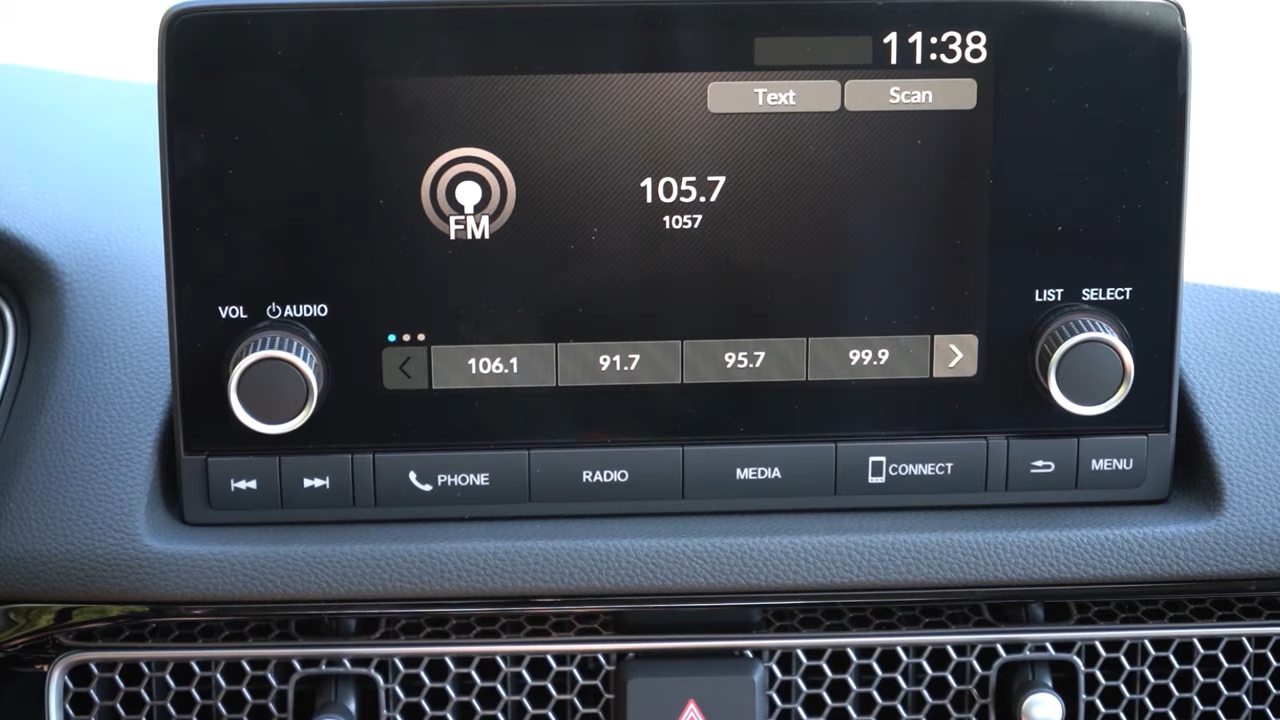 11:38
Text Scan
FM
105.7
1057
LIST SELECT
VOL AUDIO
106.1 91.7 95.7 99.9
PHONE RADIO MEDIA CONNECT MENU